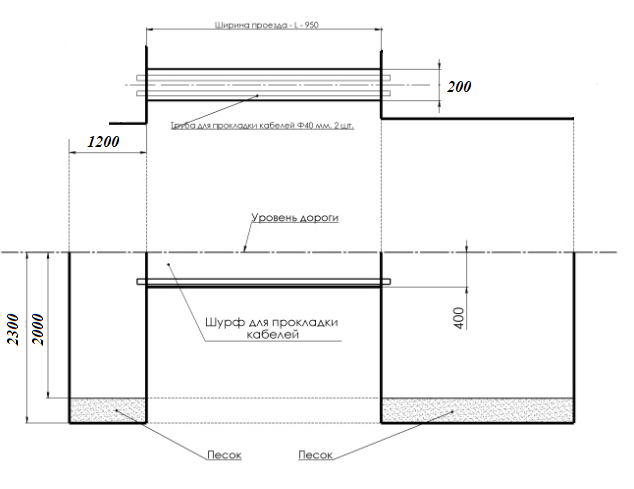 Ширина проезда - L - 950
200
Труба для прокладки кабелей Ф40 мм. 2 шт.
1200
Уровень дороги
2300
2000
400
Шурф для прокладки
кабелей
Песок
Песок